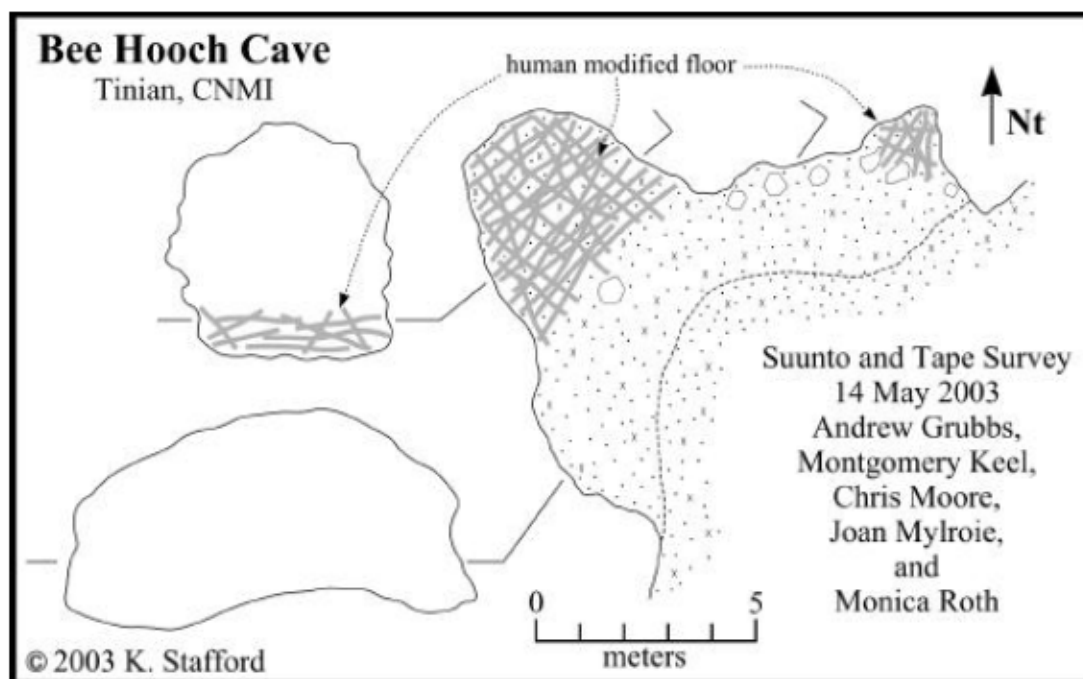 Bee Hooch Cave
Tinian, CNMI
human modified floor
Nt
Suunto and Tape Survey
14 May 2003
Andrew Grubbs,
Montgomery Keel,
Chris Moore,
Joan Mylroie,
and
Monica Roth
0 5
meters
© 2003 K. Stafford